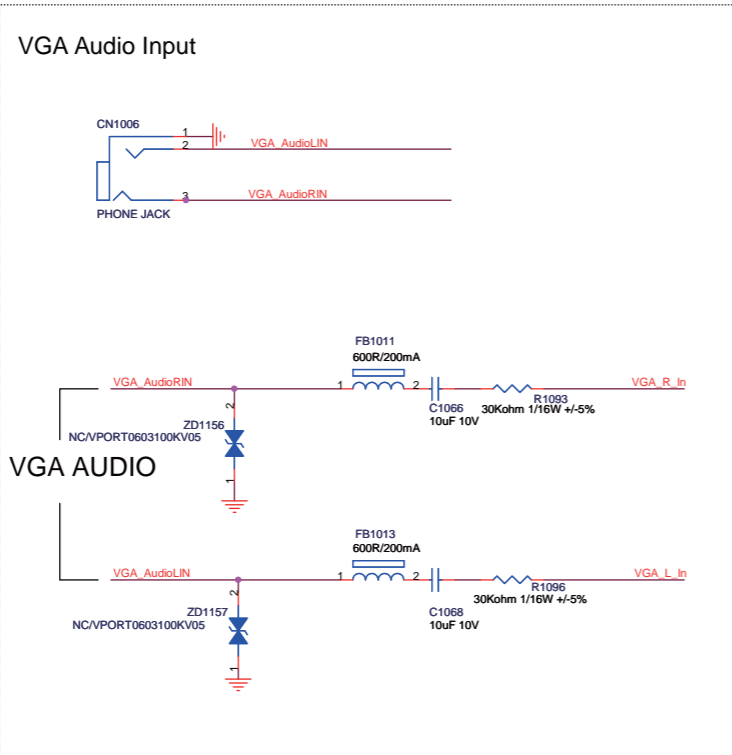 VGA Audio Input
CN1006
1
2
VGA_AudioLIN
3
VGA_AudioRIN
PHONE JACK
FB1011
600R/200mA
VGA_AudioRIN
1
2
VGA_R_In
C1066
10uF 10V
R1093
30Kohm 1/16W +/-5%
2
ZD1156
NC/VPORT0603100KV05
1
VGA AUDIO
FB1013
600R/200mA
VGA_AudioLIN
1
2
VGA_L_In
C1068
10uF 10V
R1096
30Kohm 1/16W +/-5%
2
ZD1157
NC/VPORT0603100KV05
1